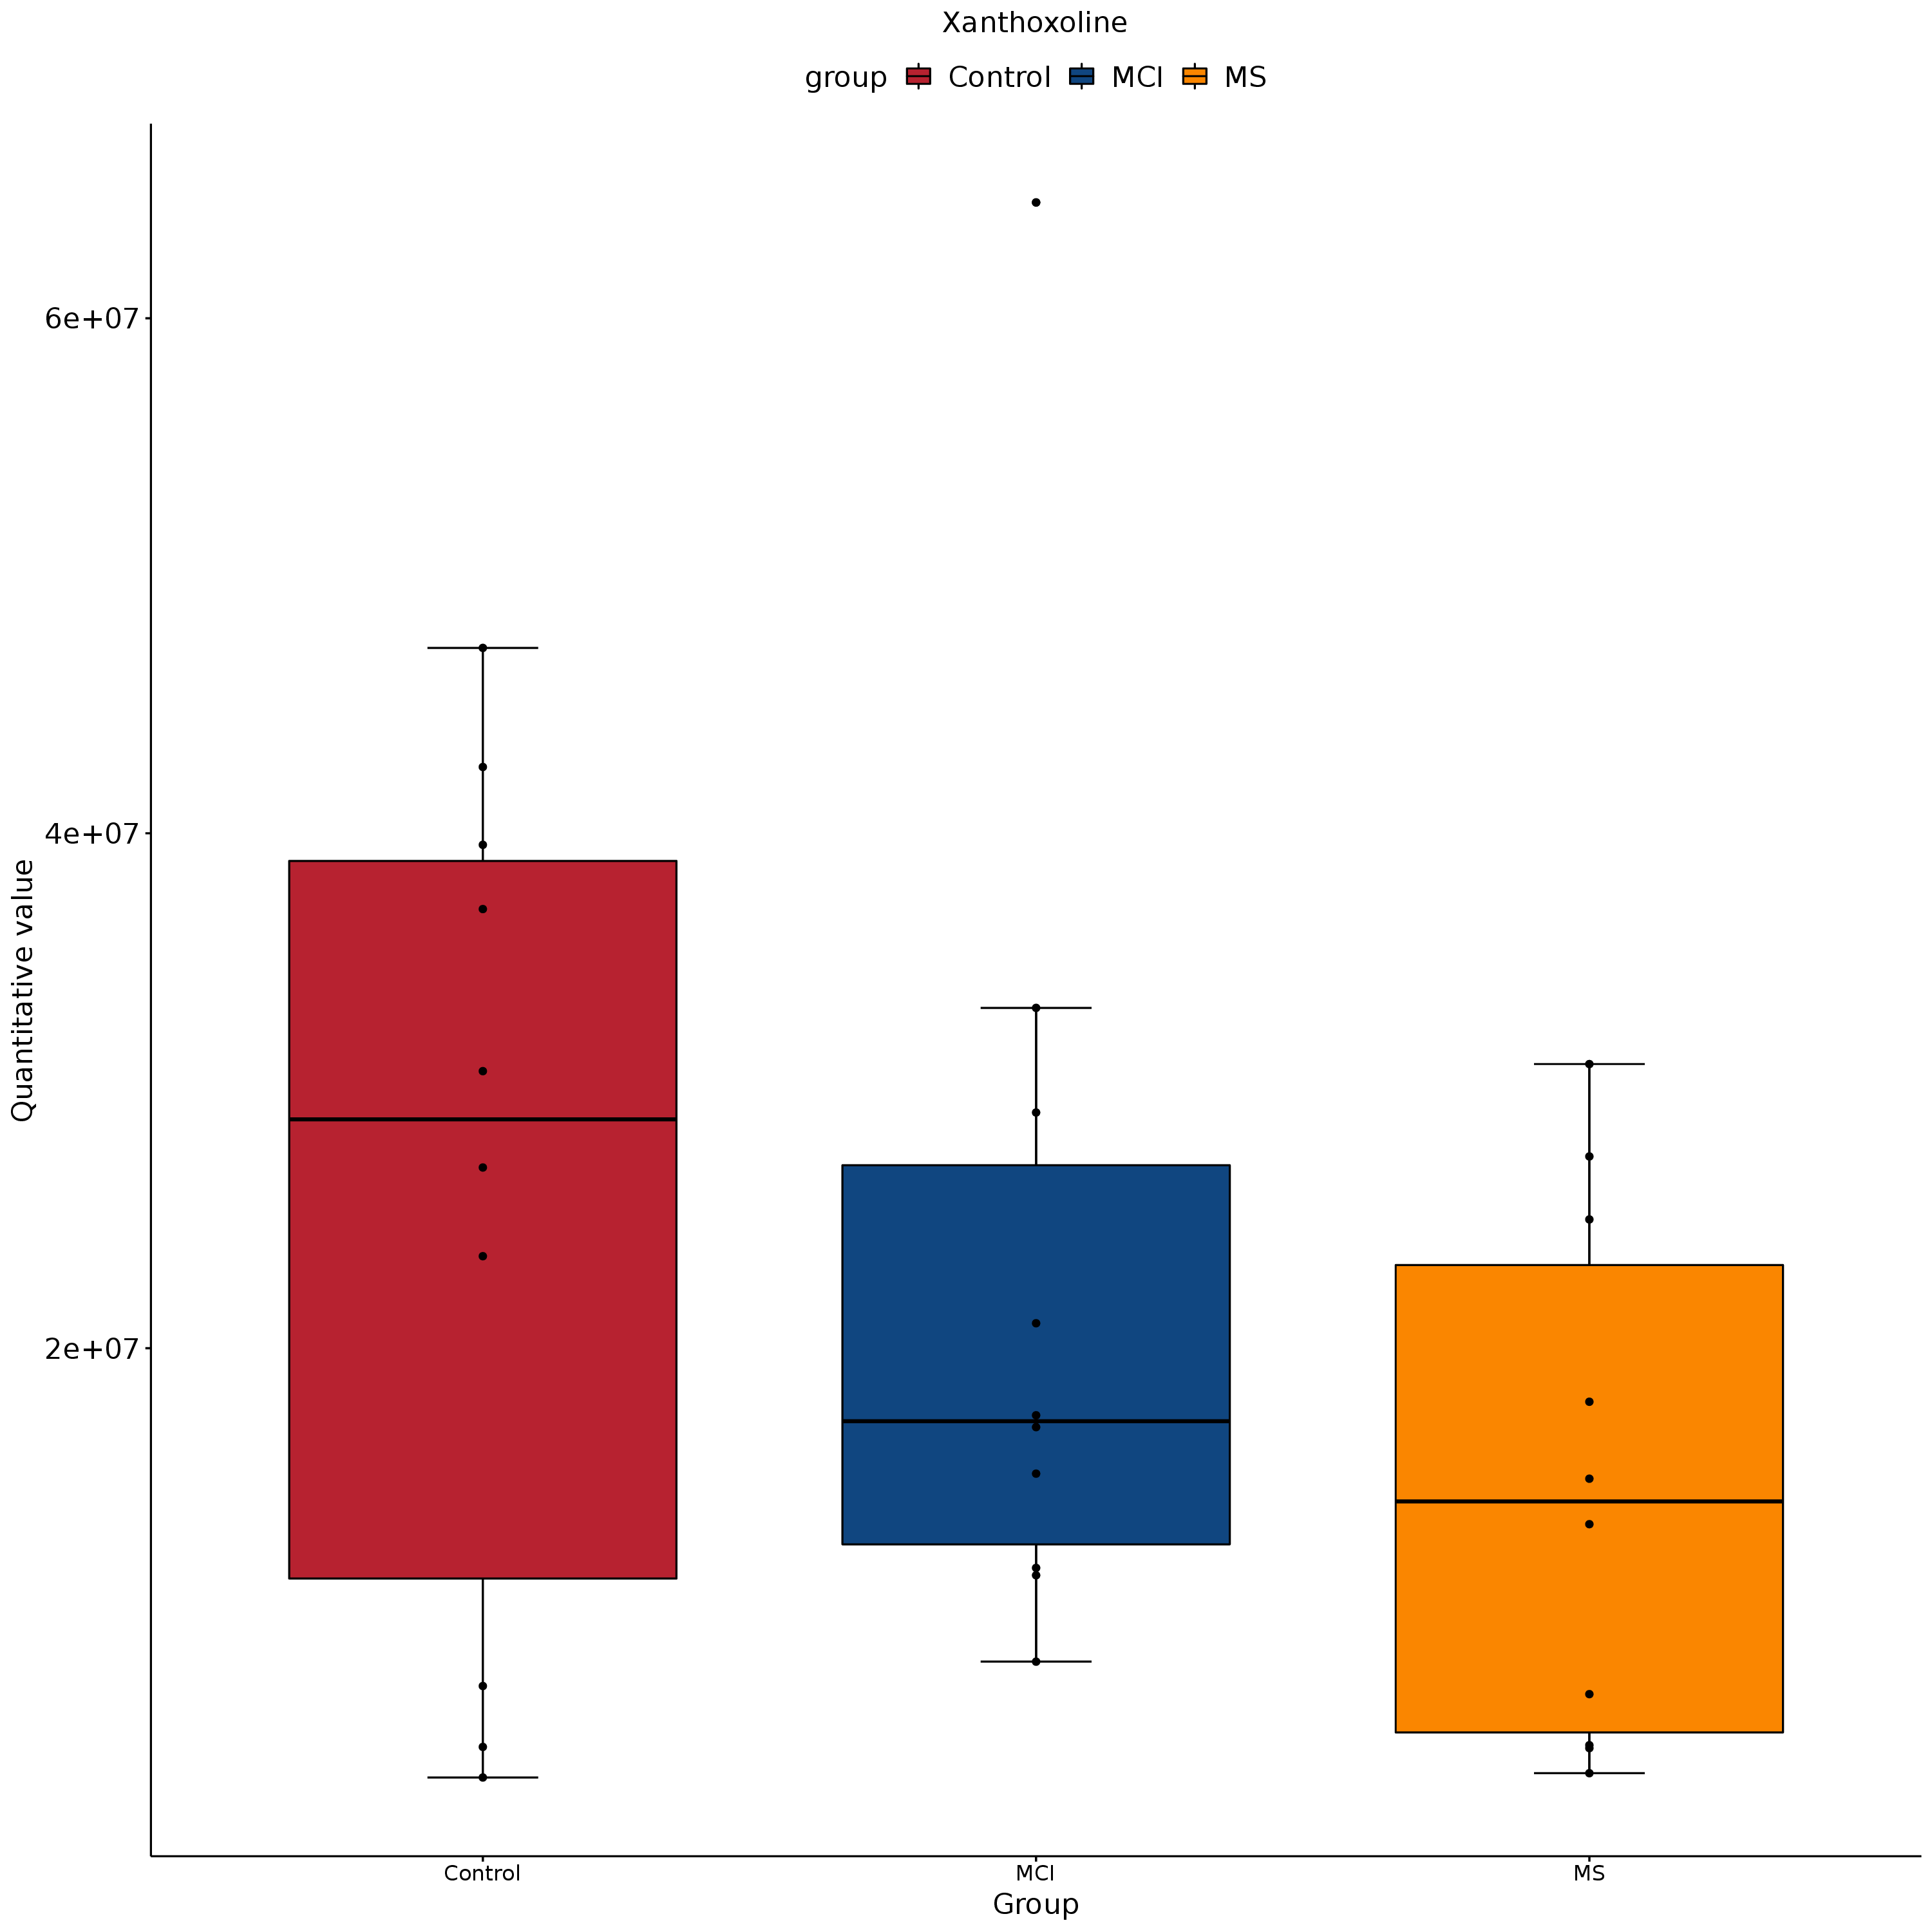 Xanthoxoline
group Control MCI MS
6e+07
4e+07
2e+07
Quantitative value
Control MCI MS
Group